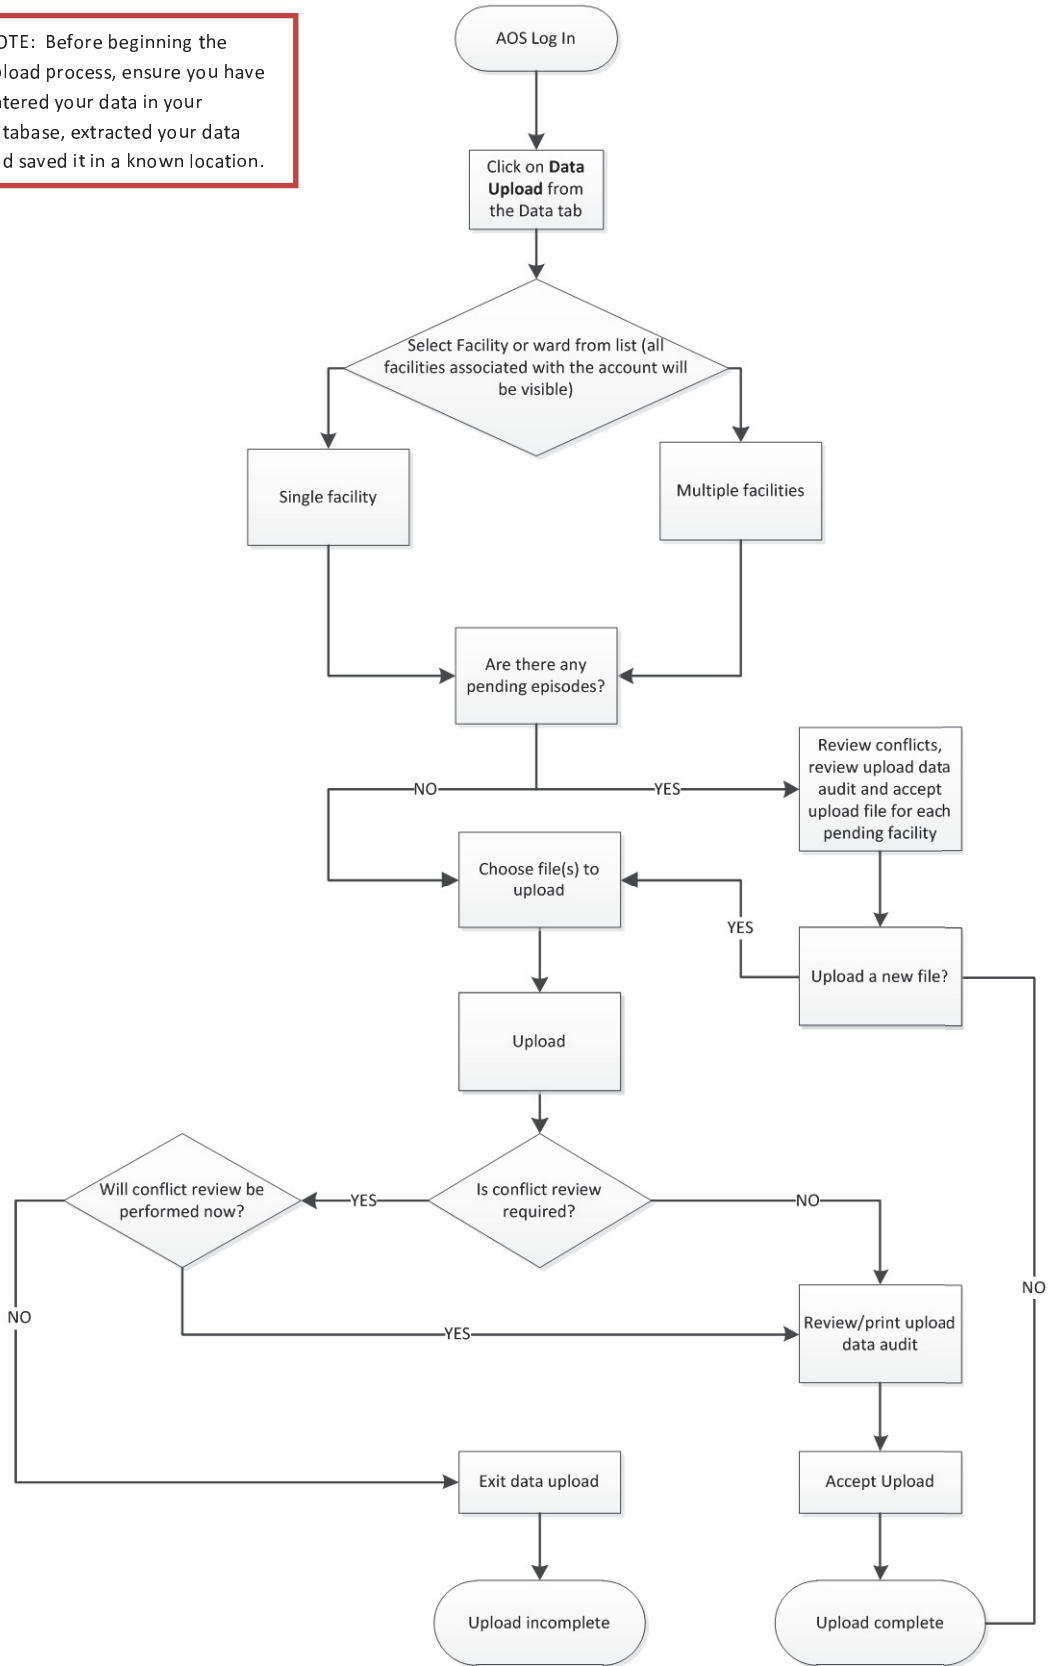 OTE: Before beginning the
load process, ensure you have
tered your data in your
tabase, extracted your data
d saved it in a known location.
AOS Log In
Click on Data
Upload from
the Data tab
Select Facility or ward from list (all
facilities associated with the account will
be visible)
Single facility
Multiple facilities
Are there any
pending episodes?
NO
YES
Review conflicts,
review upload data
audit and accept
upload file for each
pending facility
Choose file(s) to
upload
YES
Upload a new file?
Upload
Will conflict review be
performed now?
YES
Is conflict review
required?
NO
NO
NO
YES
Review/print upload
data audit
Exit data upload
Accept Upload
Upload incomplete
Upload complete